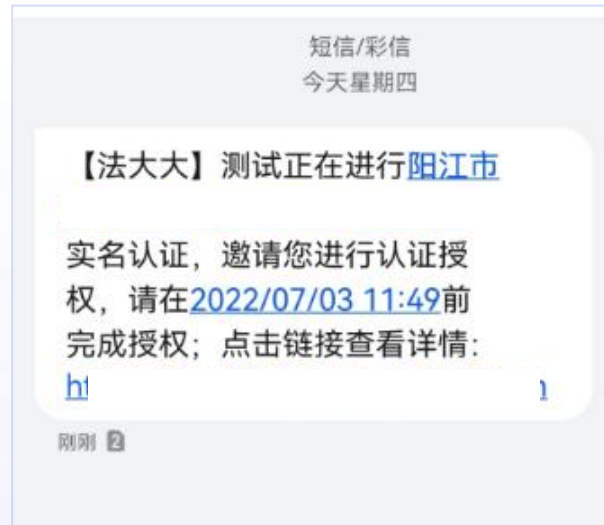 短信/彩信
今天星期四
【法大大】测试正在进行阳江市
实名认证，邀请您进行认证授
权，请在2022/07/03 11:49前
完成授权；点击链接查看详情：
刚刚 2